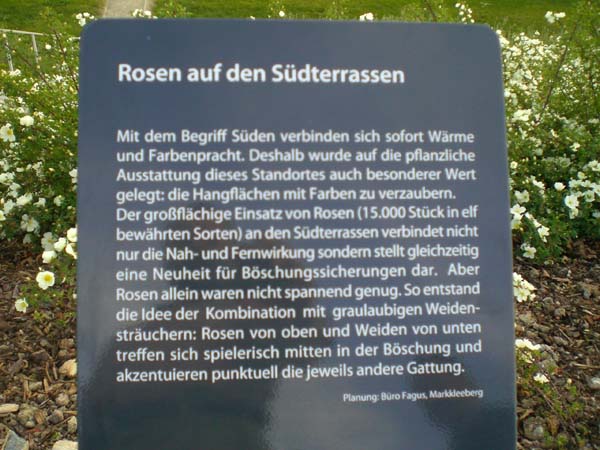 Rosen auf den Südterrassen
Mit dem Begriff Süden verbinden sich sofort Wärme
und Farbenpracht. Deshalb wurde auf die pflanzliche
Ausstattung dieses Standortes auch besonderer Wert
gelegt: die Hangflächen mit Farben zu verzaubern.
Der großflächige Einsatz von Rosen (15.000 Stück in elf
bewährten Sorten) an den Südterrassen verbindet nicht
nur die Nah- und Fernwirkung sondern stellt gleichzeitig
eine Neuheit für Böschungssicherungen dar. Aber
Rosen allein waren nicht spannend genug. So entstand
die Idee der Kombination mit graulaubigen Weiden-
sträuchern: Rosen von oben und Weiden von unten
treffen sich spielerisch mitten in der Böschung und
akzentuieren punktuell die jeweils andere Gattung.
Planung: Büro Fagus, Markkleeberg